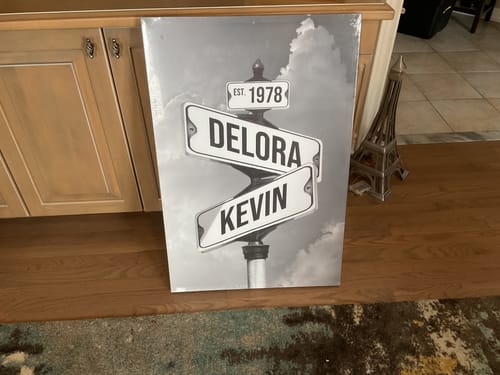 EST. 1978
DELORA
KEVIN